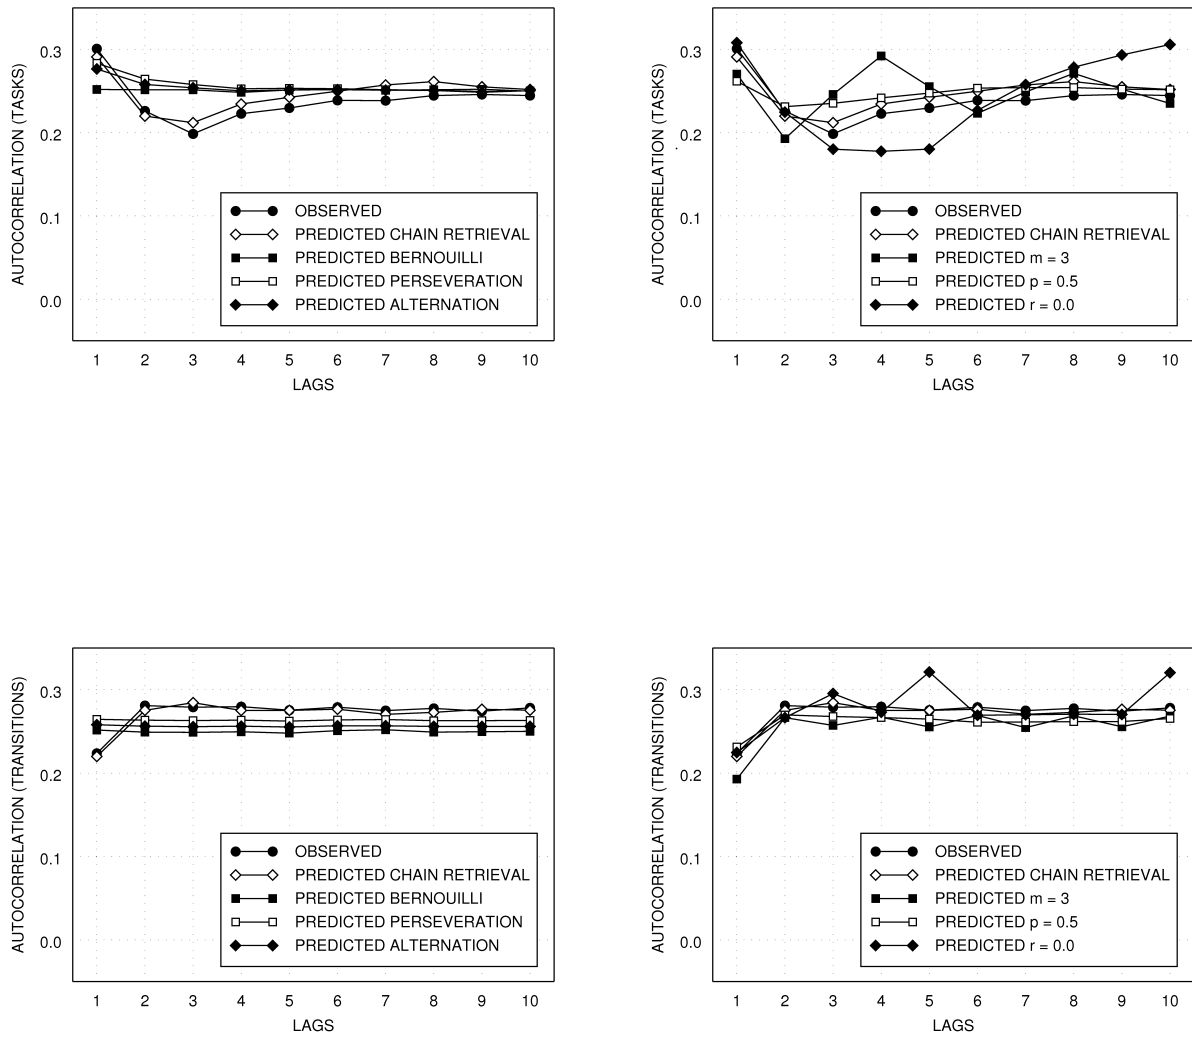 AUTOCORRELATION (TASKS)
0.3
0.2
0.1
0.0
OBSERVED
PREDICTED CHAIN RETRIEVAL
PREDICTED BERNOUILLI
PREDICTED PERSEVERATION
PREDICTED ALTERNATION
1 2 3 4 5 6 7 8 9 10
LAGS
AUTOCORRELATION (TASKS)
0.3
0.2
0.1
0.0
OBSERVED
PREDICTED CHAIN RETRIEVAL
PREDICTED m = 3
PREDICTED p = 0.5
PREDICTED r = 0.0
1 2 3 4 5 6 7 8 9 10
LAGS
AUTOCORRELATION (TRANSITIONS)
0.3
0.2
0.1
0.0
OBSERVED
PREDICTED CHAIN RETRIEVAL
PREDICTED BERNOUILLI
PREDICTED PERSEVERATION
PREDICTED ALTERNATION
1 2 3 4 5 6 7 8 9 10
LAGS
AUTOCORRELATION (TRANSITIONS)
0.3
0.2
0.1
0.0
OBSERVED
PREDICTED CHAIN RETRIEVAL
PREDICTED m = 3
PREDICTED p = 0.5
PREDICTED r = 0.0
1 2 3 4 5 6 7 8 9 10
LAGS